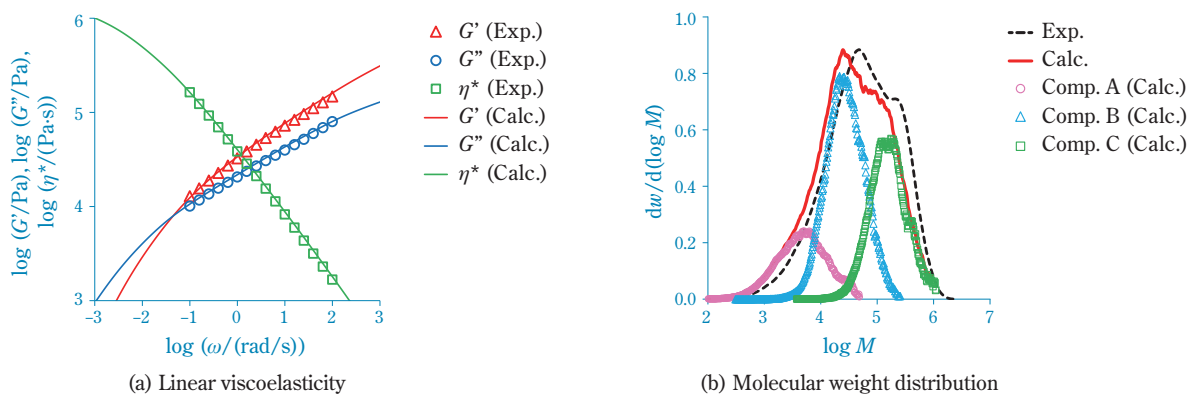 log (G'/Pa), log (G"/Pa),
log (η*/(Pa·s))
6
5
4
3
−3
−2
−1
0
1
2
3
log (ω/(rad/s))
G' (Exp.)
G" (Exp.)
η* (Exp.)
G' (Calc.)
G" (Calc.)
η* (Calc.)
(a) Linear viscoelasticity
dw/d(log M)
1.0
0.8
0.6
0.4
0.2
0.0
2
3
4
5
6
7
log M
Exp.
Calc.
Comp. A (Calc.)
Comp. B (Calc.)
Comp. C (Calc.)
(b) Molecular weight distribution